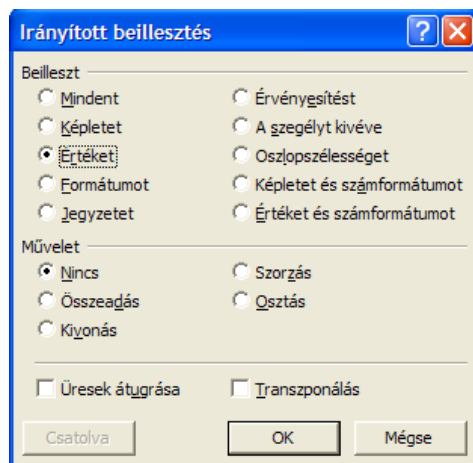 Irányított beillesztés
Beilleszt
Mindent
Érvényesítést
Képletet
A szegélyt kivéve
Értéket
Oszlopszélességet
Formátumot
Képletet és számformátumot
Jegyzetet
Értéket és számformátumot
Művelet
Nincs
Szorzás
Összeadás
Osztás
Kivonás
Üresek átugrása
Transzponálás
Csatolva
OK
Mégse